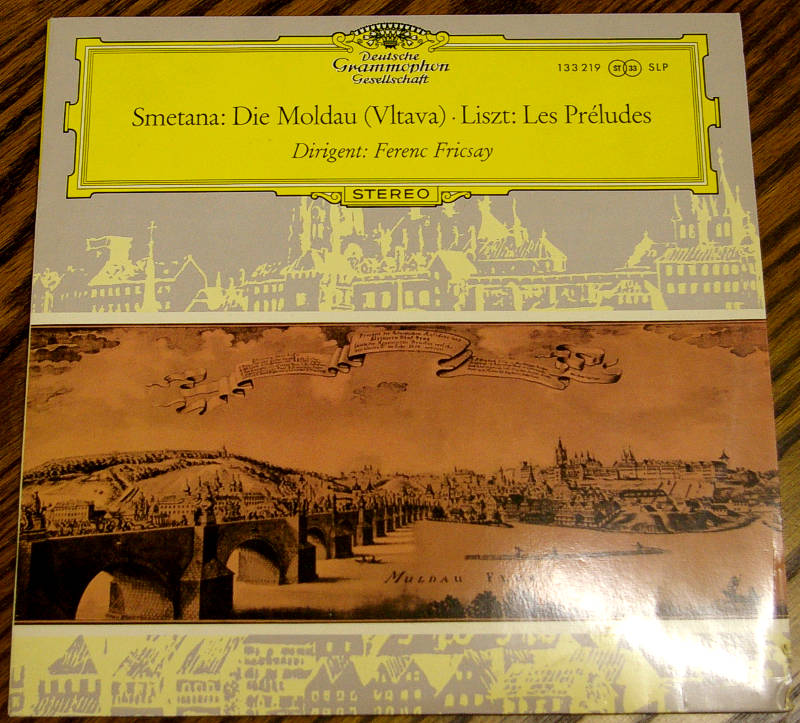 Deutsche
Grammophon
Gesellschaft
133 219 ST 33 SLP
Smetana: Die Moldau (Vltava) · Liszt: Les Préludes
Dirigent: Ferenc Fricsay
STEREO
MULDAU